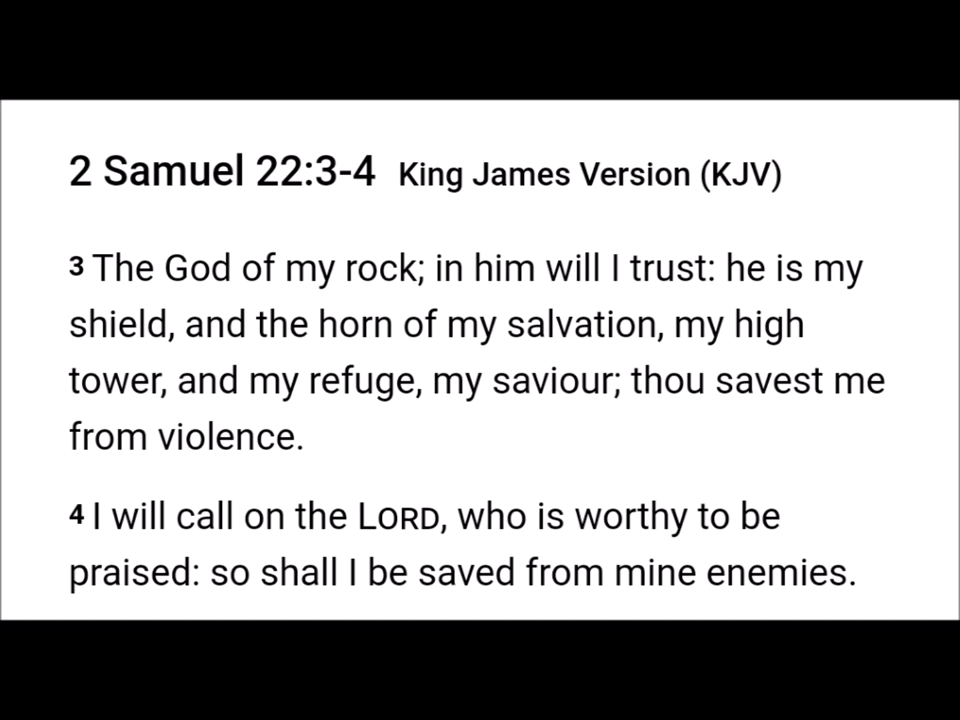 2 Samuel 22:3-4 King James Version (KJV)
3 The God of my rock; in him will I trust: he is my
shield, and the horn of my salvation, my high
tower, and my refuge, my saviour; thou savest me
from violence.
4 I will call on the LORD, who is worthy to be
praised: so shall I be saved from mine enemies.